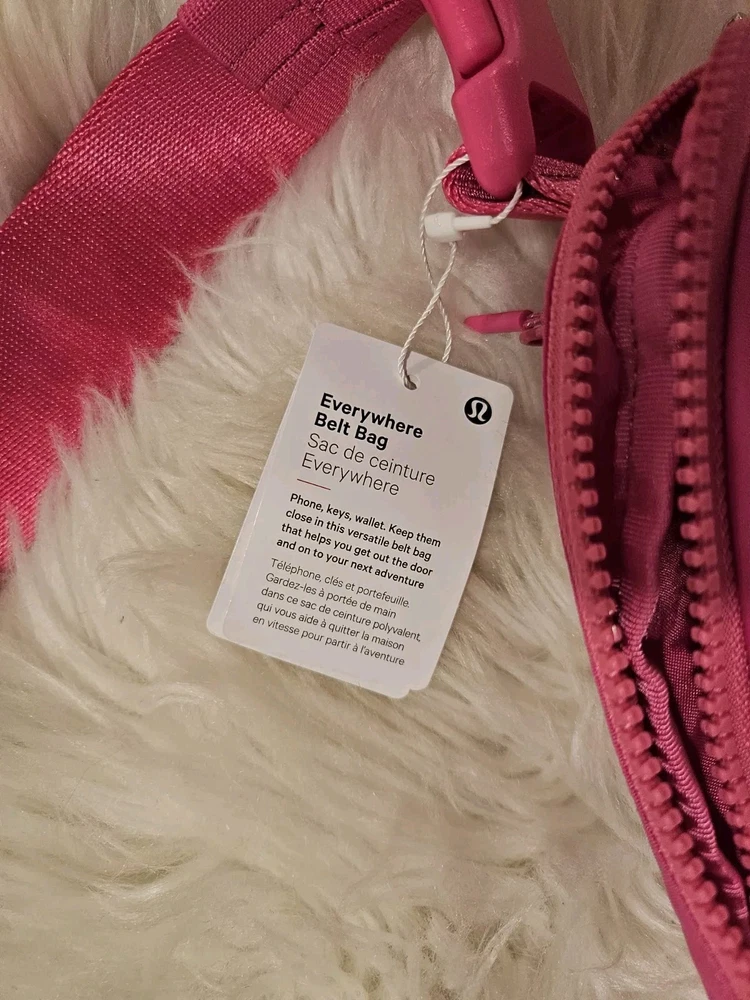 Everywhere
Belt Bag
Sac de ceinture
Everywhere
Phone, keys, wallet. Keep them
close in this versatile belt bag
that helps you get out the door
and on to your next adventure
Téléphone, clés et portefeuille.
Gardez-les à portée de main
dans ce sac de ceinture polyvalent,
qui vous aide à quitter la maison
en vitesse pour partir à l'aventure